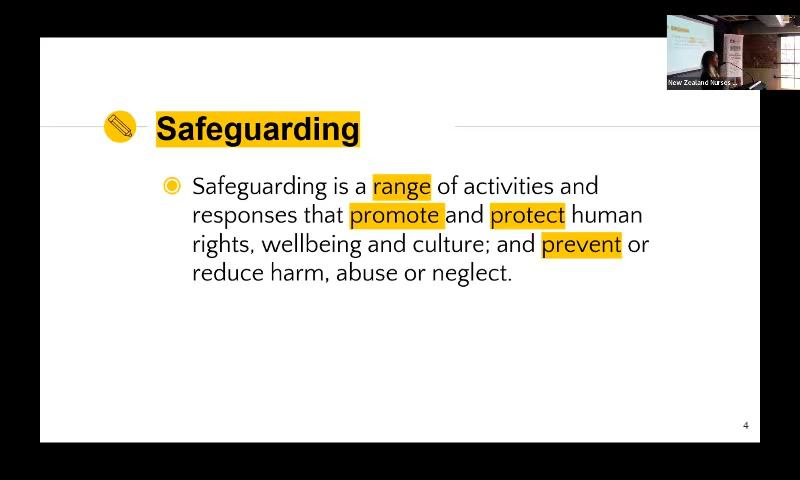 New Zealand Nurses ...
Safeguarding
Safeguarding is a range of activities and
responses that promote and protect human
rights, wellbeing and culture; and prevent or
reduce harm, abuse or neglect.
4